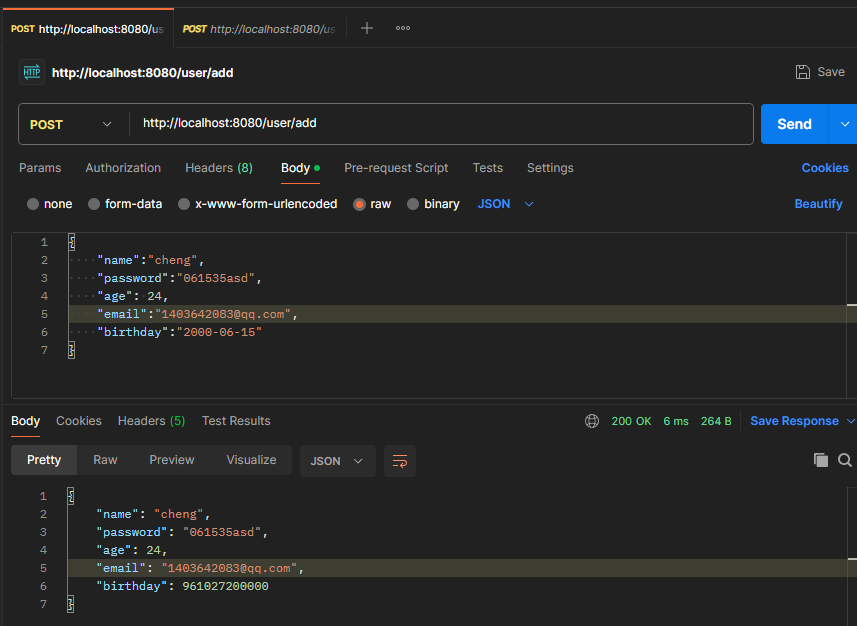 POST http://localhost:8080/us POST http://localhost:8080/us
HTTP http://localhost:8080/user/add Save
POST http://localhost:8080/user/add Send
Params Authorization Headers (8) Body Pre-request Script Tests Settings Cookies
none form-data x-www-form-urlencoded raw binary JSON Beautify
1 {
2 "name":"cheng",
3 "password":"061535asd",
4 "age": 24,
5 "email":"1403642083@qq.com",
6 "birthday":"2000-06-15"
7 }
Body Cookies Headers (5) Test Results 200 OK 6 ms 264 B Save Response
Pretty Raw Preview Visualize JSON
1 {
2 "name": "cheng",
3 "password": "061535asd",
4 "age": 24,
5 "email": "1403642083@qq.com",
6 "birthday": 961027200000
7 }